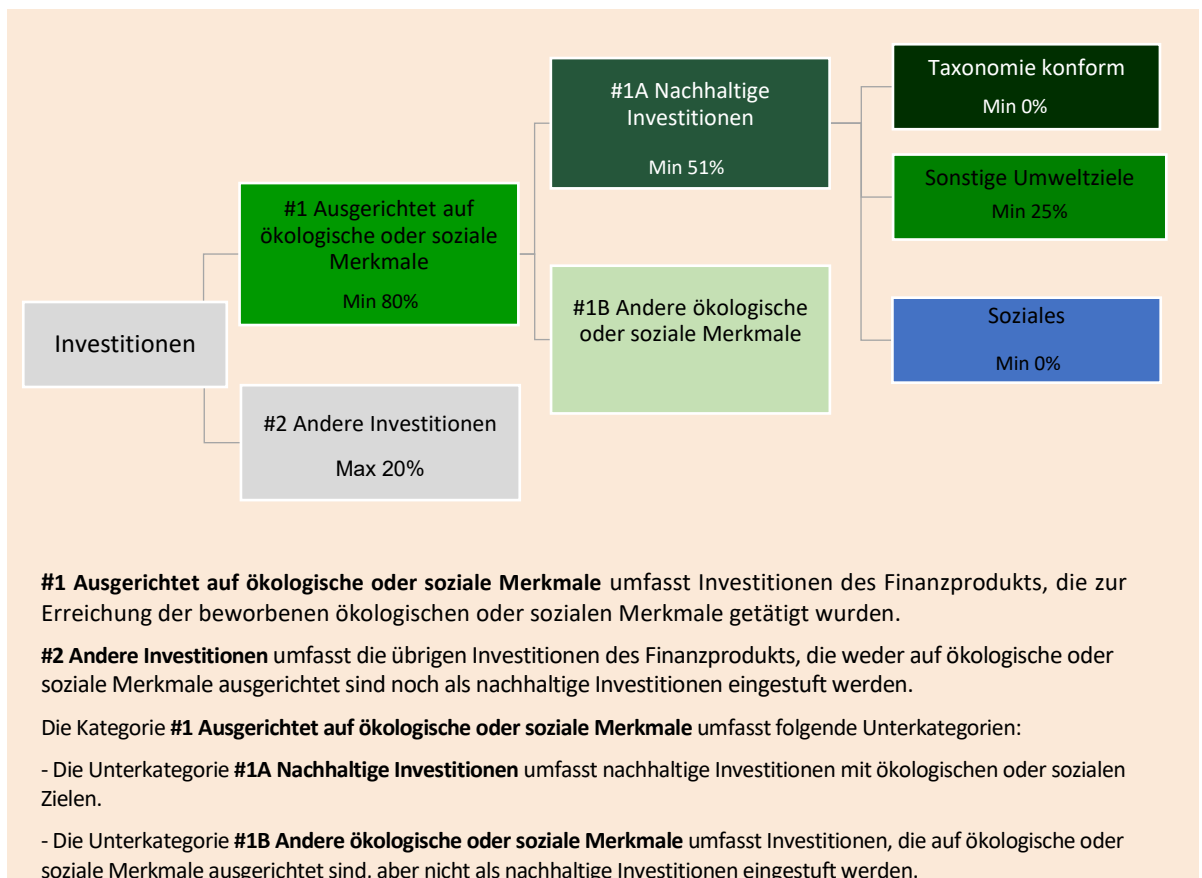 Investitionen
#1 Ausgerichtet auf
ökologische oder soziale
Merkmale
Min 80%
#2 Andere Investitionen
Max 20%
#1A Nachhaltige
Investitionen
Min 51%
#1B Andere ökologische
oder soziale Merkmale
Taxonomie konform
Min 0%
Sonstige Umweltziele
Min 25%
Soziales
Min 0%
#1 Ausgerichtet auf ökologische oder soziale Merkmale umfasst Investitionen des Finanzprodukts, die zur
Erreichung der beworbenen ökologischen oder sozialen Merkmale getätigt wurden.
#2 Andere Investitionen umfasst die übrigen Investitionen des Finanzprodukts, die weder auf ökologische oder
soziale Merkmale ausgerichtet sind noch als nachhaltige Investitionen eingestuft werden.
Die Kategorie #1 Ausgerichtet auf ökologische oder soziale Merkmale umfasst folgende Unterkategorien:
- Die Unterkategorie #1A Nachhaltige Investitionen umfasst nachhaltige Investitionen mit ökologischen oder sozialen
Zielen.
- Die Unterkategorie #1B Andere ökologische oder soziale Merkmale umfasst Investitionen, die auf ökologische oder
soziale Merkmale ausgerichtet sind, aber nicht als nachhaltige Investitionen eingestuft werden.